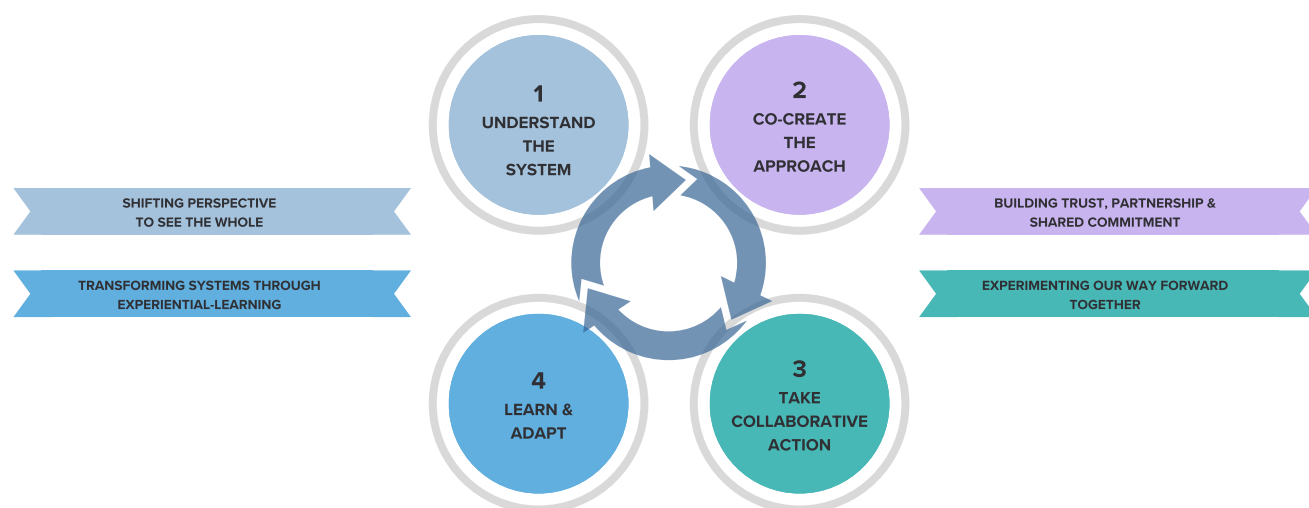 1
UNDERSTAND
THE
SYSTEM
2
CO-CREATE
THE
APPROACH
SHIFTING PERSPECTIVE
TO SEE THE WHOLE
BUILDING TRUST, PARTNERSHIP &
SHARED COMMITMENT
TRANSFORMING SYSTEMS THROUGH
EXPERIENTIAL-LEARNING
EXPERIMENTING OUR WAY FORWARD
TOGETHER
4
LEARN &
ADAPT
3
TAKE
COLLABORATIVE
ACTION